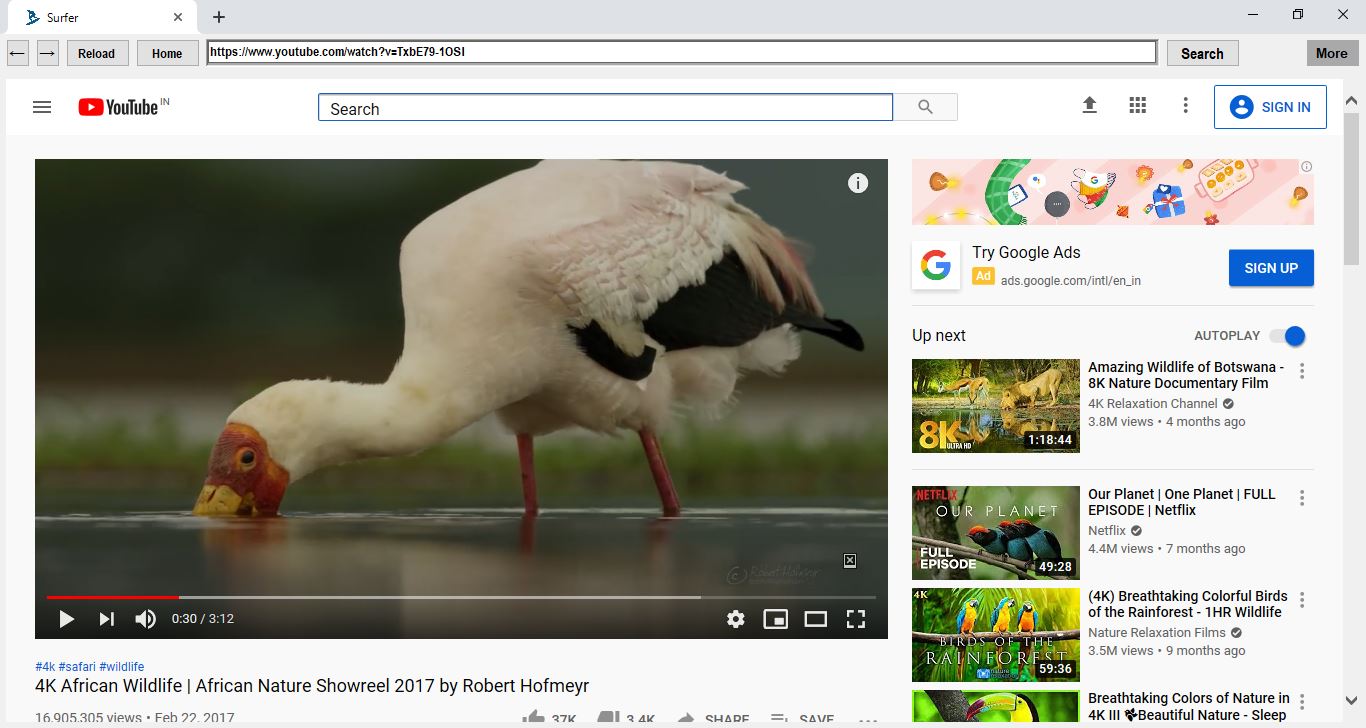 Surfer
← → Reload Home https://www.youtube.com/watch?v=TxbE79-1OSI Search More
YouTube IN Search SIGN IN
© Robert Hofmeyr
0:30 / 3:12
#4k #safari #wildlife
4K African Wildlife | African Nature Showreel 2017 by Robert Hofmeyr
16,905,305 views • Feb 22, 2017 37K 3.4K SHARE SAVE
Try Google Ads
Ad ads.google.com/intl/en_in
SIGN UP
Up next AUTOPLAY
8K ULTRA HD
1:18:44
Amazing Wildlife of Botswana -
8K Nature Documentary Film
4K Relaxation Channel
3.8M views • 4 months ago
NETFLIX
OUR PLANET
FULL
EPISODE
49:28
Our Planet | One Planet | FULL
EPISODE | Netflix
Netflix
4.4M views • 7 months ago
4K
BIRDS OF THE
RAINFOREST
59:36
(4K) Breathtaking Colorful Birds
of the Rainforest - 1HR Wildlife
Nature Relaxation Films
3.5M views • 9 months ago
Breathtaking Colors of Nature in
4K III Beautiful Nature - Sleep